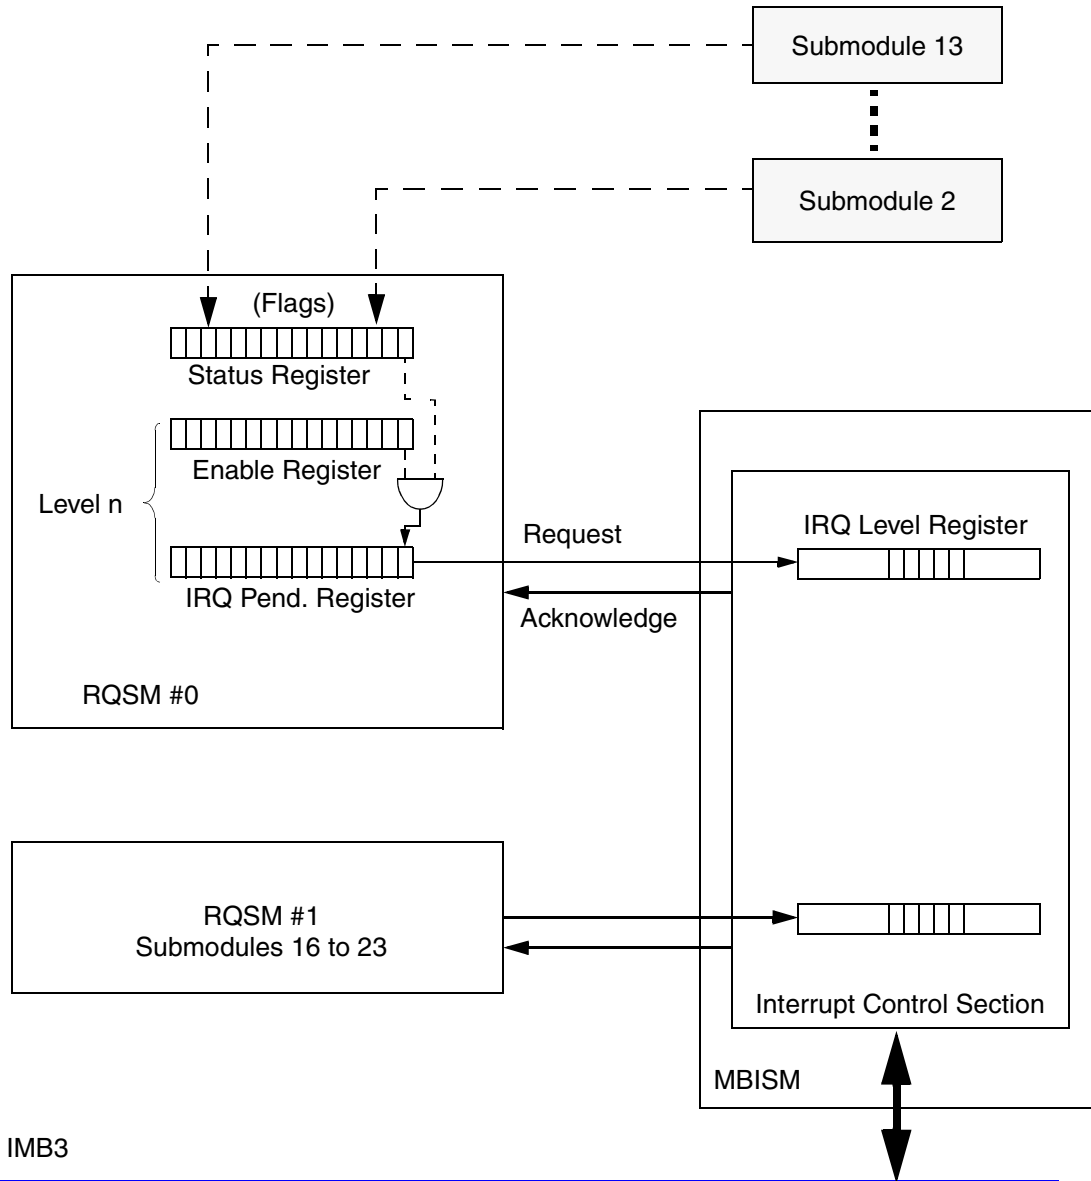 Submodule 13
Submodule 2
(Flags)
Status Register
Enable Register
Level n
IRQ Pend. Register
RQSM #0
Request
Acknowledge
IRQ Level Register
RQSM #1
Submodules 16 to 23
Interrupt Control Section
MBISM
IMB3